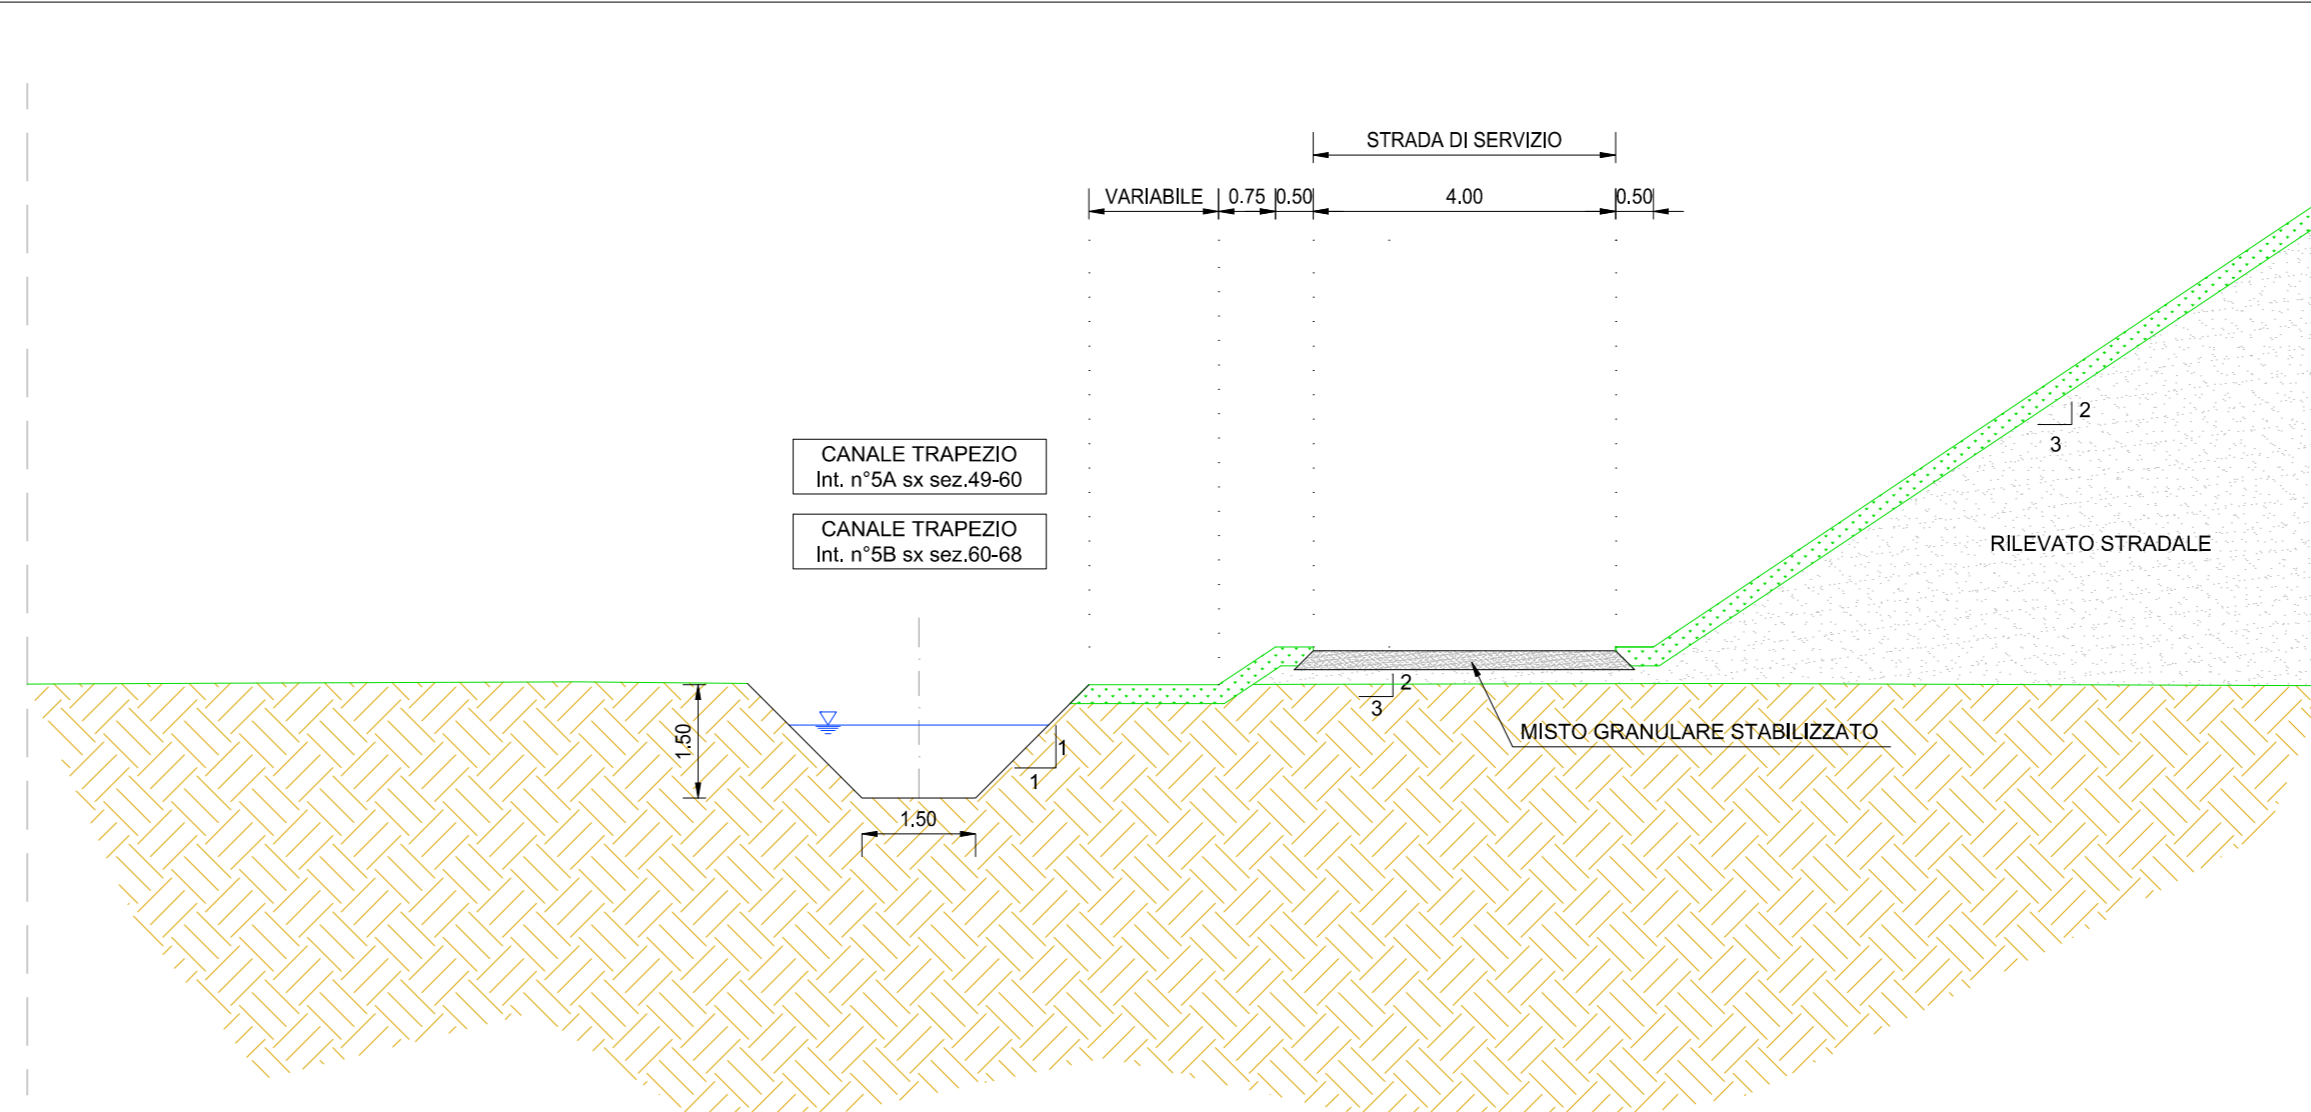 STRADA DI SERVIZIO
VARIABILE 0.75 0.50 4.00 0.50
CANALE TRAPEZIO
Int. n°5A sx sez.49-60
CANALE TRAPEZIO
Int. n°5B sx sez.60-68
2
3
RILEVATO STRADALE
2
3
MISTO GRANULARE STABILIZZATO
1.50
1
1
1.50